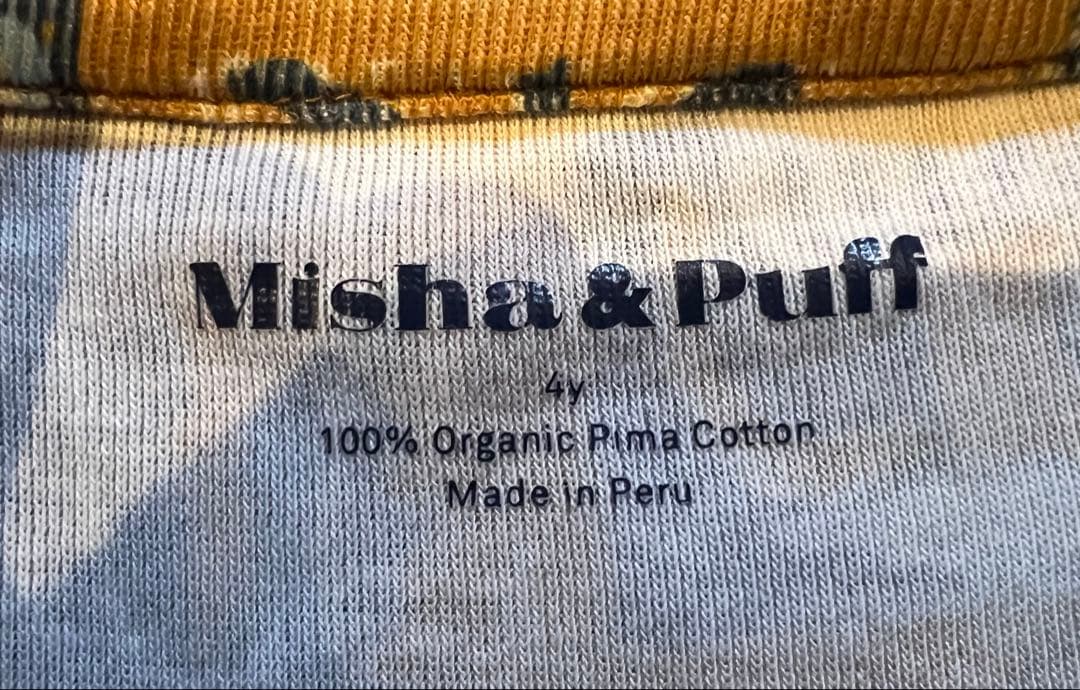 Misha & Puff
4y
100% Organic Pima Cotton
Made in Peru